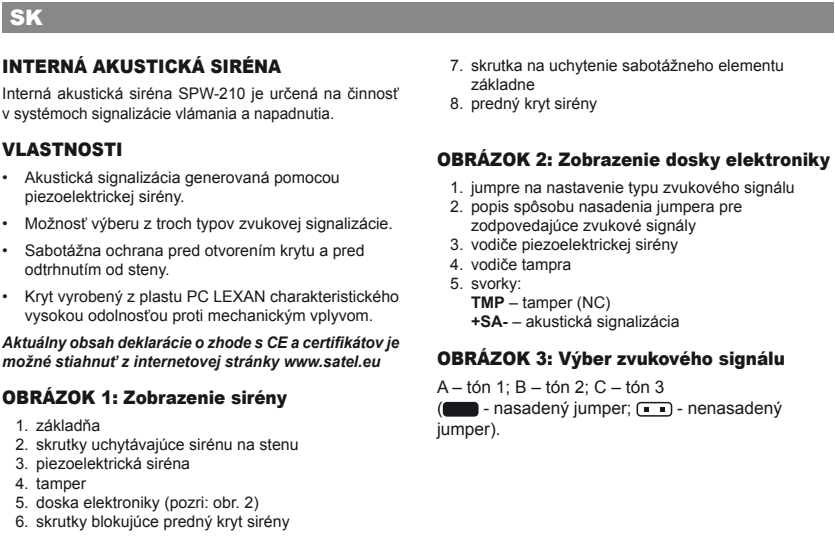 SK
INTERNÁ AKUSTICKÁ SIRÉNA
Interná akustická siréna SPW-210 je určená na činnosť
v systémoch signalizácie vlámania a napadnutia.
VLASTNOSTI
• Akustická signalizácia generovaná pomocou
piezoelektrickej sirény.
• Možnosť výberu z troch typov zvukovej signalizácie.
• Sabotážna ochrana pred otvorením krytu a pred
odtrhnutím od steny.
• Kryt vyrobený z plastu PC LEXAN charakteristického
vysokou odolnosťou proti mechanickým vplyvom.
Aktuálny obsah deklarácie o zhode s CE a certifikátov je
možné stiahnuť z internetovej stránky www.satel.eu
OBRÁZOK 1: Zobrazenie sirény
1. základňa
2. skrutky uchytávajúce sirénu na stenu
3. piezoelektrická siréna
4. tamper
5. doska elektroniky (pozri: obr. 2)
6. skrutky blokujúce predný kryt sirény
7. skrutka na uchytenie sabotážneho elementu
základne
8. predný kryt sirény
OBRÁZOK 2: Zobrazenie dosky elektroniky
1. jumpre na nastavenie typu zvukového signálu
2. popis spôsobu nasadenia jumpera pre
zodpovedajúce zvukové signály
3. vodiče piezoelektrickej sirény
4. vodiče tampra
5. svorky:
TMP – tamper (NC)
+SA- – akustická signalizácia
OBRÁZOK 3: Výber zvukového signálu
A – tón 1; B – tón 2; C – tón 3
( - nasadený jumper; - nenasadený
jumper).